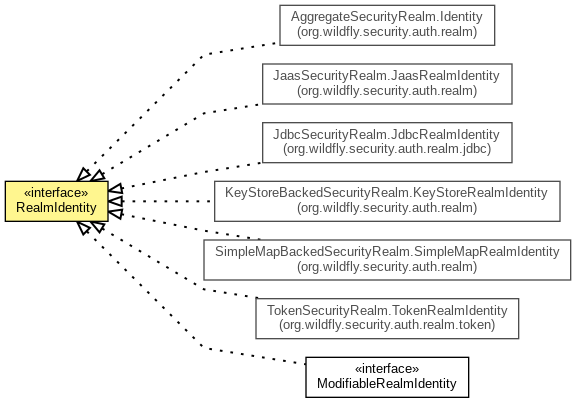 AggregateSecurityRealm.Identity
(org.wildfly.security.auth.realm)
JaasSecurityRealm.JaasRealmIdentity
(org.wildfly.security.auth.realm)
JdbcSecurityRealm.JdbcRealmIdentity
(org.wildfly.security.auth.realm.jdbc)
«interface»
RealmIdentity
KeyStoreBackedSecurityRealm.KeyStoreRealmIdentity
(org.wildfly.security.auth.realm)
SimpleMapBackedSecurityRealm.SimpleMapRealmIdentity
(org.wildfly.security.auth.realm)
TokenSecurityRealm.TokenRealmIdentity
(org.wildfly.security.auth.realm.token)
«interface»
ModifiableRealmIdentity